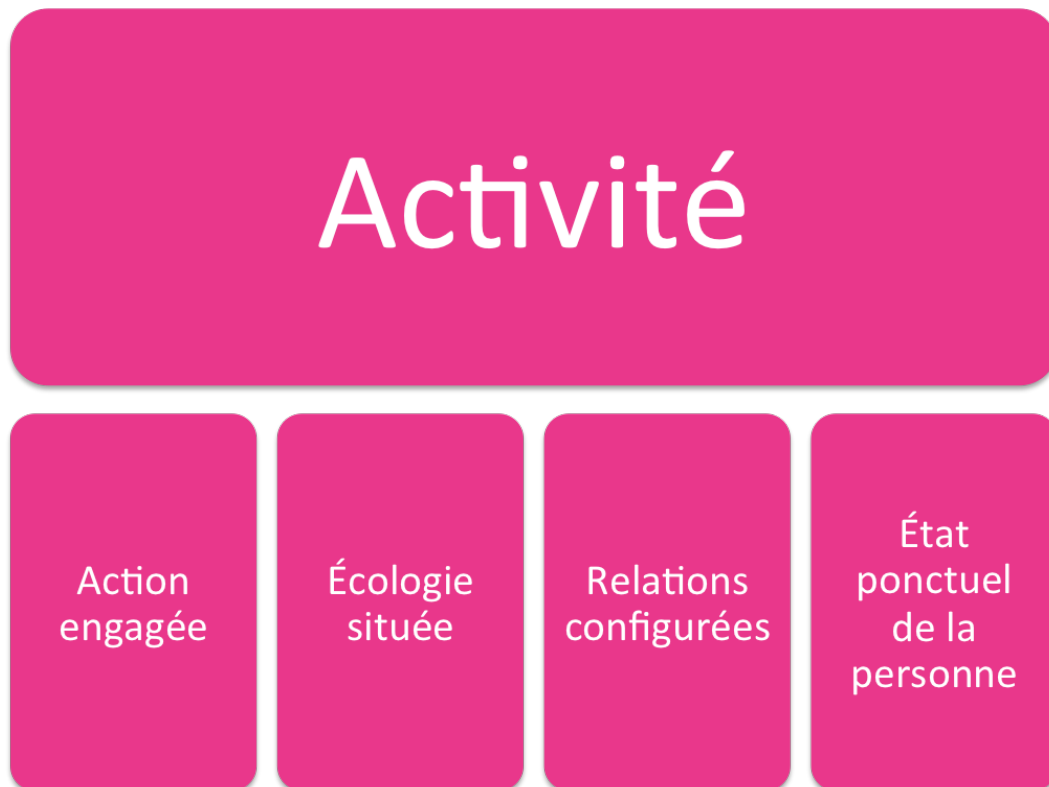 Activité
Action
engagée
Écologie
située
Relations
configurées
État
ponctuel
de la
personne